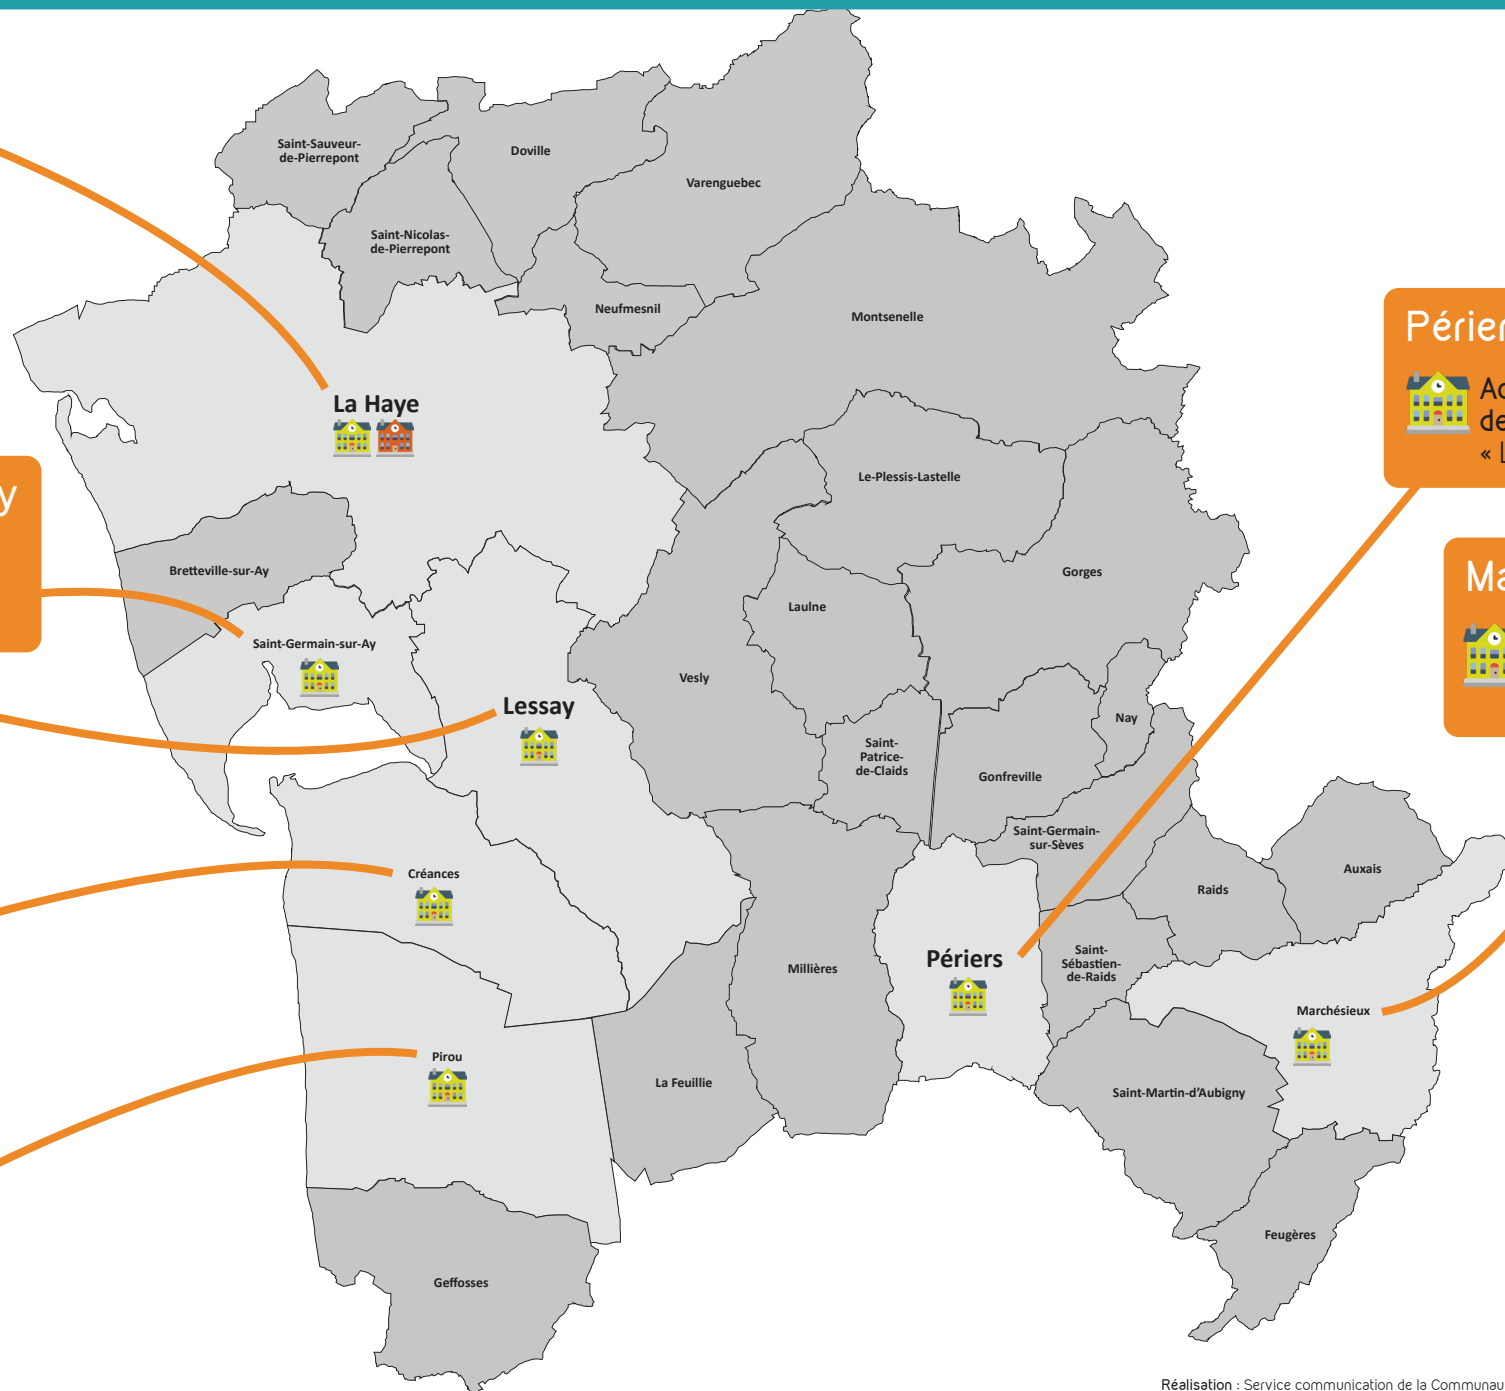 Saint-Sauveur-
de-Pierrepont
Doville
Varenguebec
Saint-Nicolas-
de-Pierrepont
Neufmesnil
Montsenelle
La Haye
Le-Plessis-Lastelle
Bretteville-sur-Ay
Gorges
Laulne
Saint-Germain-sur-Ay
Vesly
Lessay
Nay
Saint-
Patrice-
de-Claids
Gonfreville
Saint-Germain-
sur-Sèves
Créances
Auxais
Raids
Saint-
Sébastien-
de-Raids
Périers
Millières
Marchésieux
Pirou
La Feuillie
Saint-Martin-d'Aubigny
Feugères
Geffosses
y
Périer
Ac
de
« L
Ma
Réalisation : Service communication de la Communau